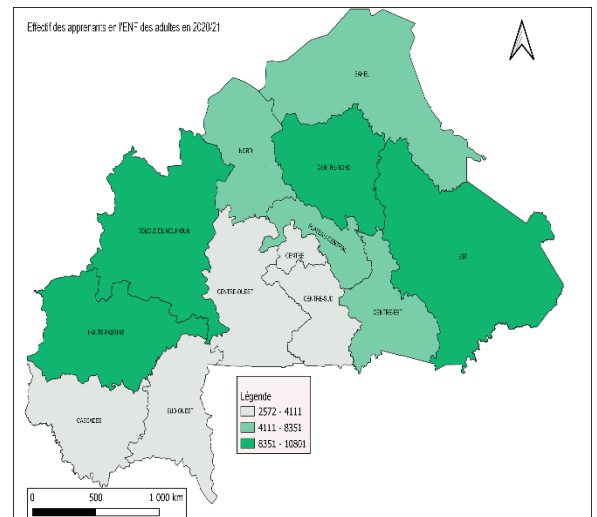 Effectif des apprenants en l'ENF des adultes en 2020/21
SAHEL
NORD
CENTRE-NORD
BOUCLE DU MOUHOUN
EST
PLATEAU CENTRAL
CENTRE
CENTRE-OUEST
CENTRE-SUD
CENTRE-EST
HAUTS-BASSINS
CASCADES
SUD-OUEST
Légende
2572 - 4111
4111 - 8351
8351 - 10801
0 500 1 000 km